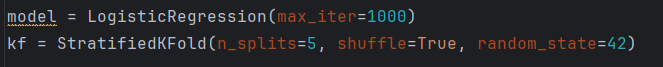 model = LogisticRegression(max_iter=1000)
kf = StratifiedKFold(n_splits=5, shuffle=True, random_state=42)